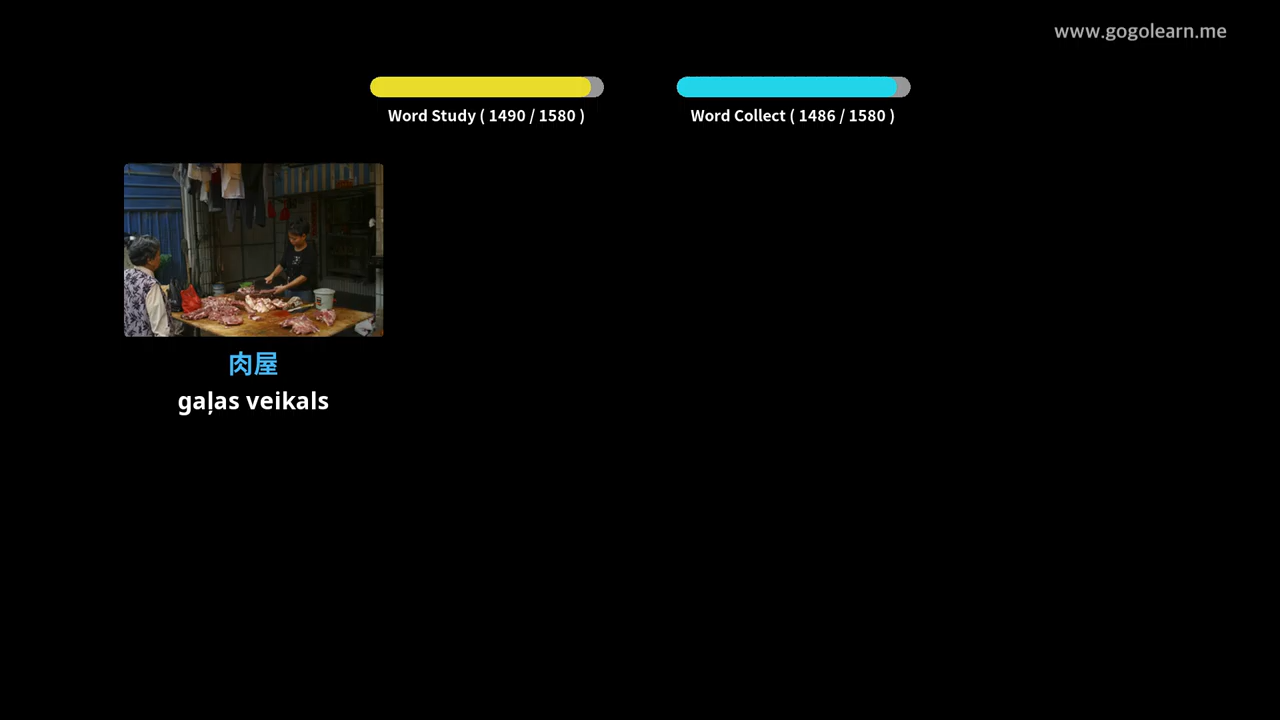 www.gogolearn.me
Word Study ( 1490 / 1580 )
Word Collect ( 1486 / 1580 )
肉屋
gaļas veikals